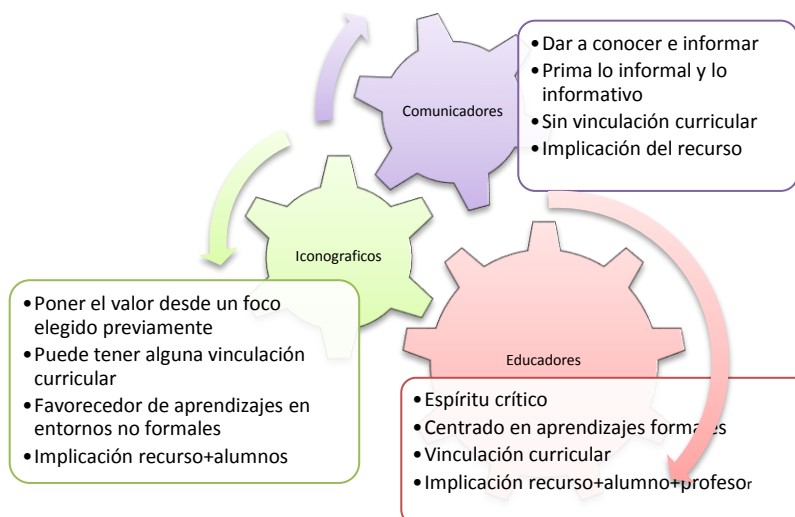 Comunicadores
• Dar a conocer e informar
• Prima lo informal y lo
informativo
• Sin vinculación curricular
• Implicación del recurso
Iconograficos
• Poner el valor desde un foco
elegido previamente
• Puede tener alguna vinculación
curricular
• Favorecedor de aprendizajes en
entornos no formales
• Implicación recurso+alumnos
Educadores
• Espíritu crítico
• Centrado en aprendizajes formales
• Vinculación curricular
• Implicación recurso+alumno+profesor